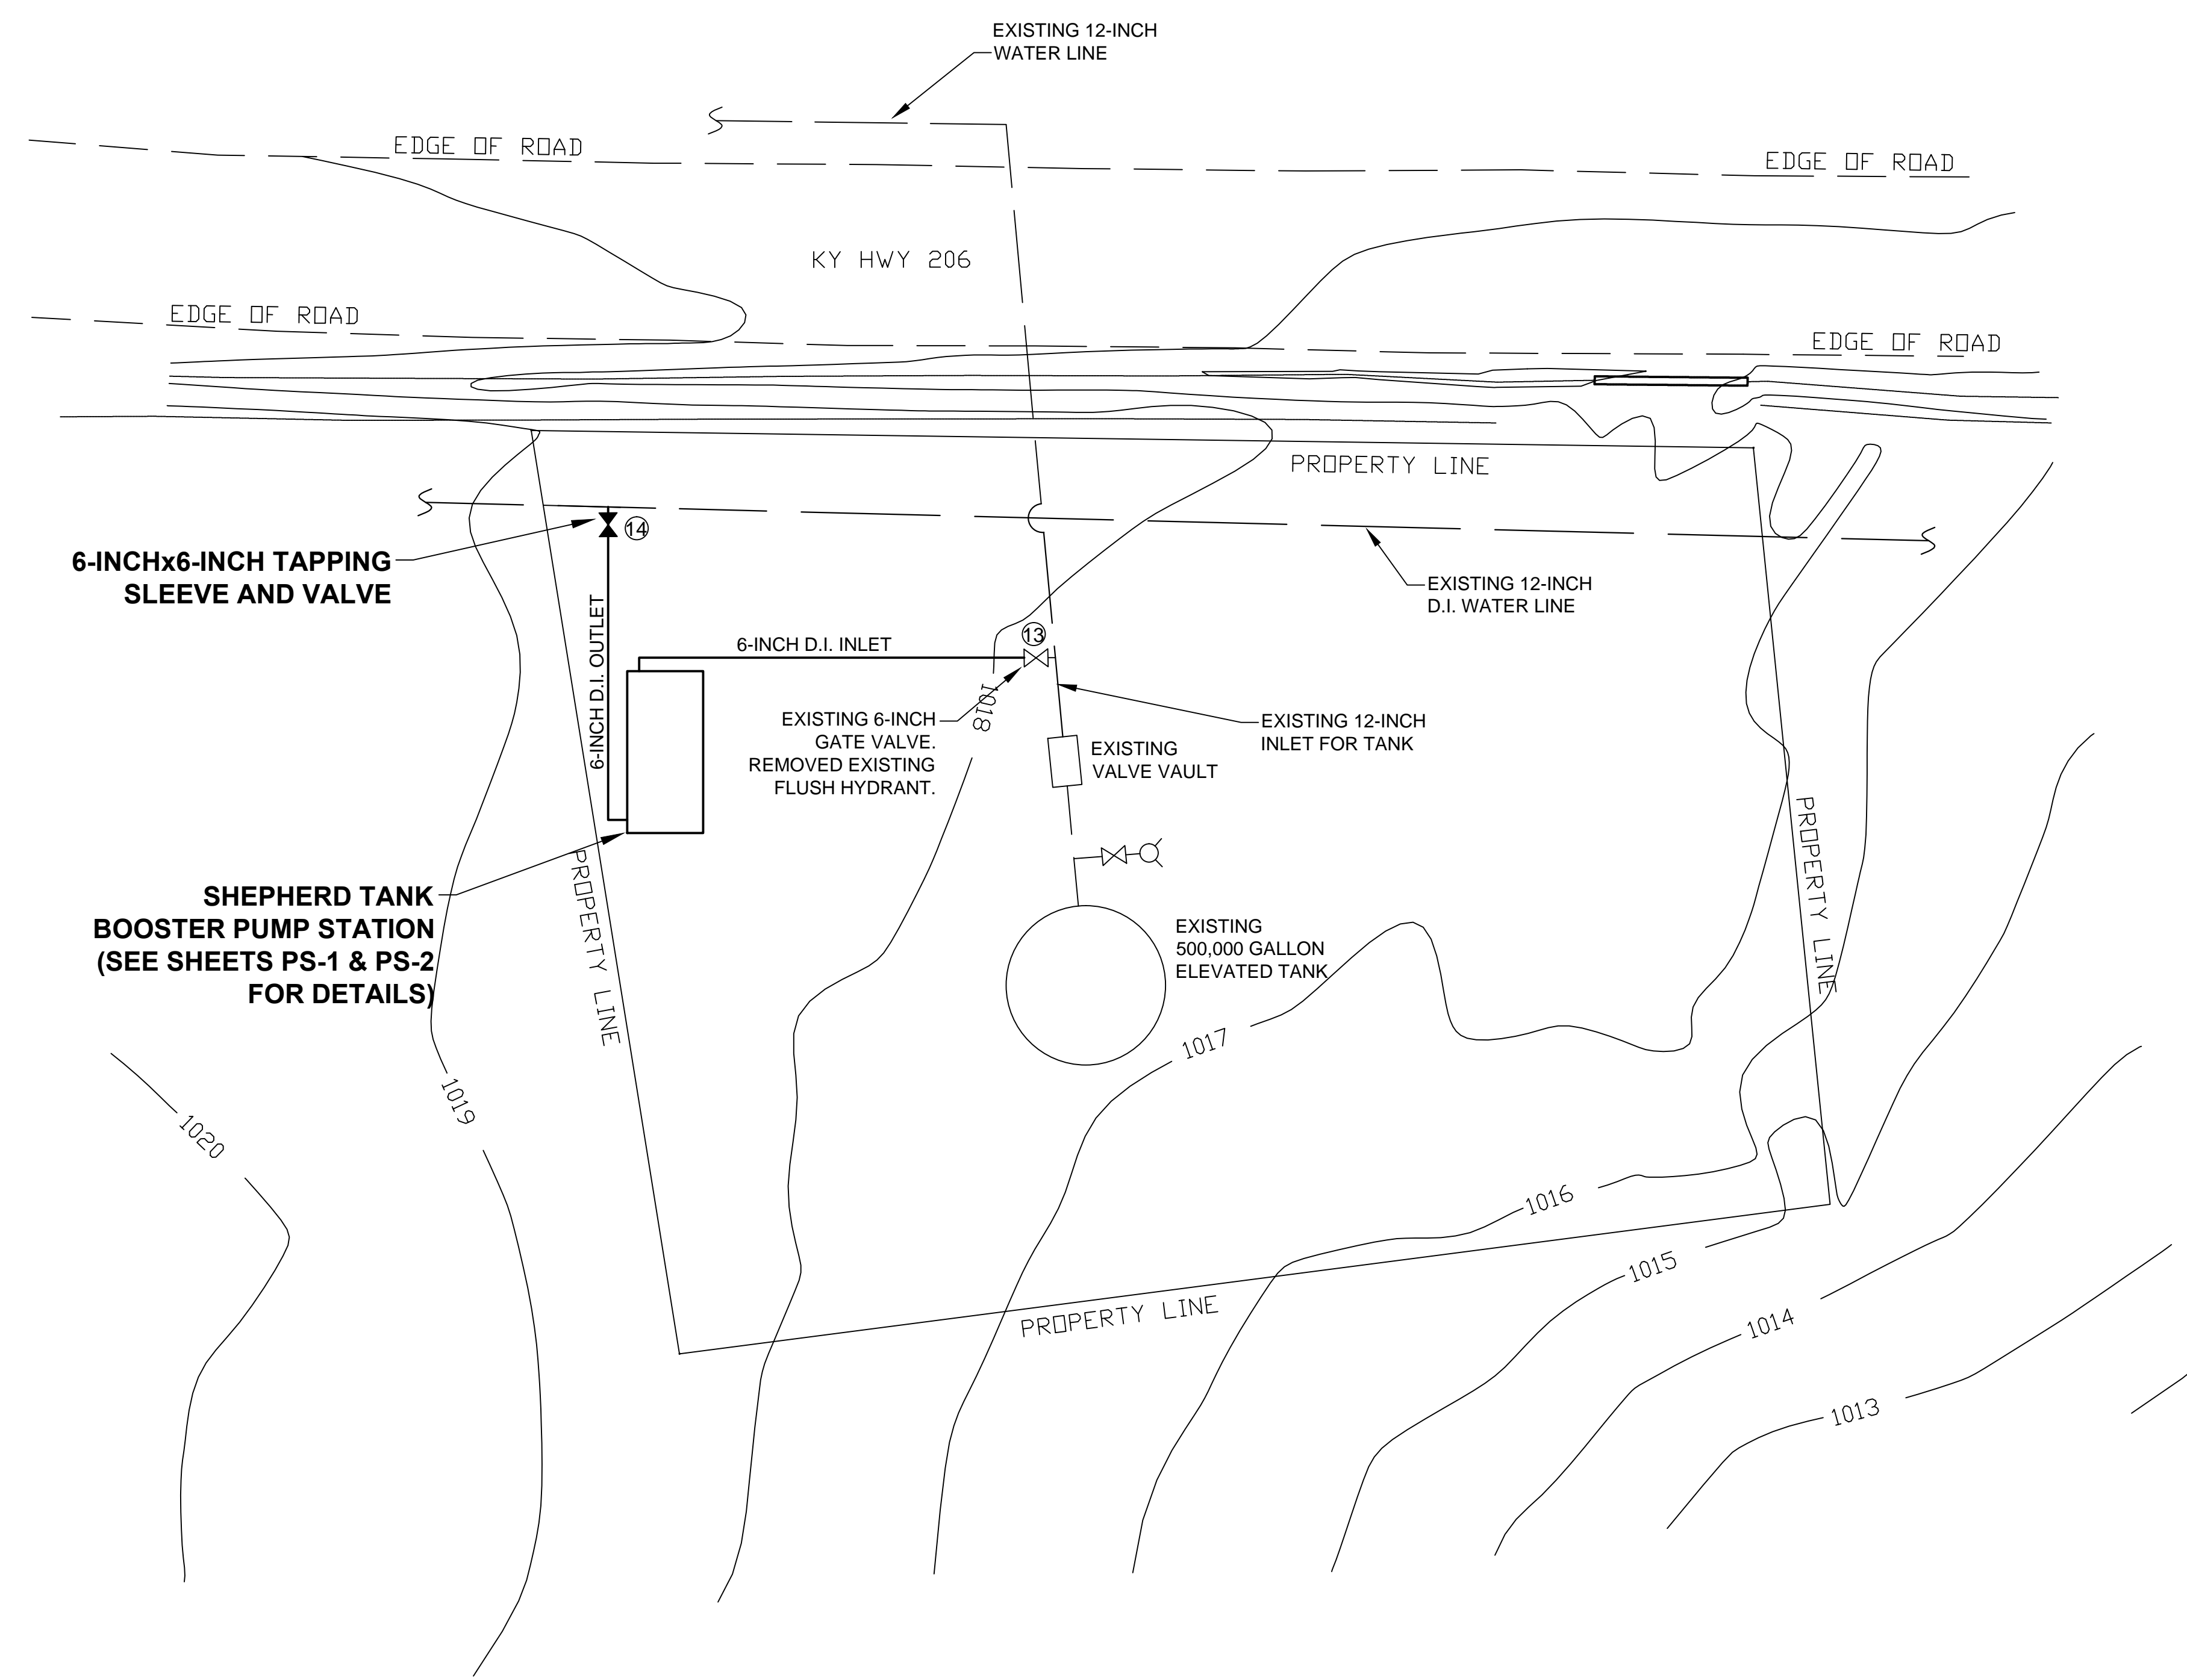 EXISTING 12-INCH
WATER LINE
EDGE OF ROAD
EDGE OF ROAD
KY HWY 206
EDGE OF ROAD
EDGE OF ROAD
PROPERTY LINE
14
6-INCHx6-INCH TAPPING
SLEEVE AND VALVE
EXISTING 12-INCH
D.I. WATER LINE
6-INCH D.I. OUTLET
6-INCH D.I. INLET
13
1018
EXISTING 6-INCH
GATE VALVE.
REMOVED EXISTING
FLUSH HYDRANT.
EXISTING 12-INCH
INLET FOR TANK
EXISTING
VALVE VAULT
PROPERTY LINE
PROPERTY LINE
SHEPHERD TANK
BOOSTER PUMP STATION
(SEE SHEETS PS-1 & PS-2
FOR DETAILS)
EXISTING
500,000 GALLON
ELEVATED TANK
1017
1019
1020
1016
1015
PROPERTY LINE
1014
1013